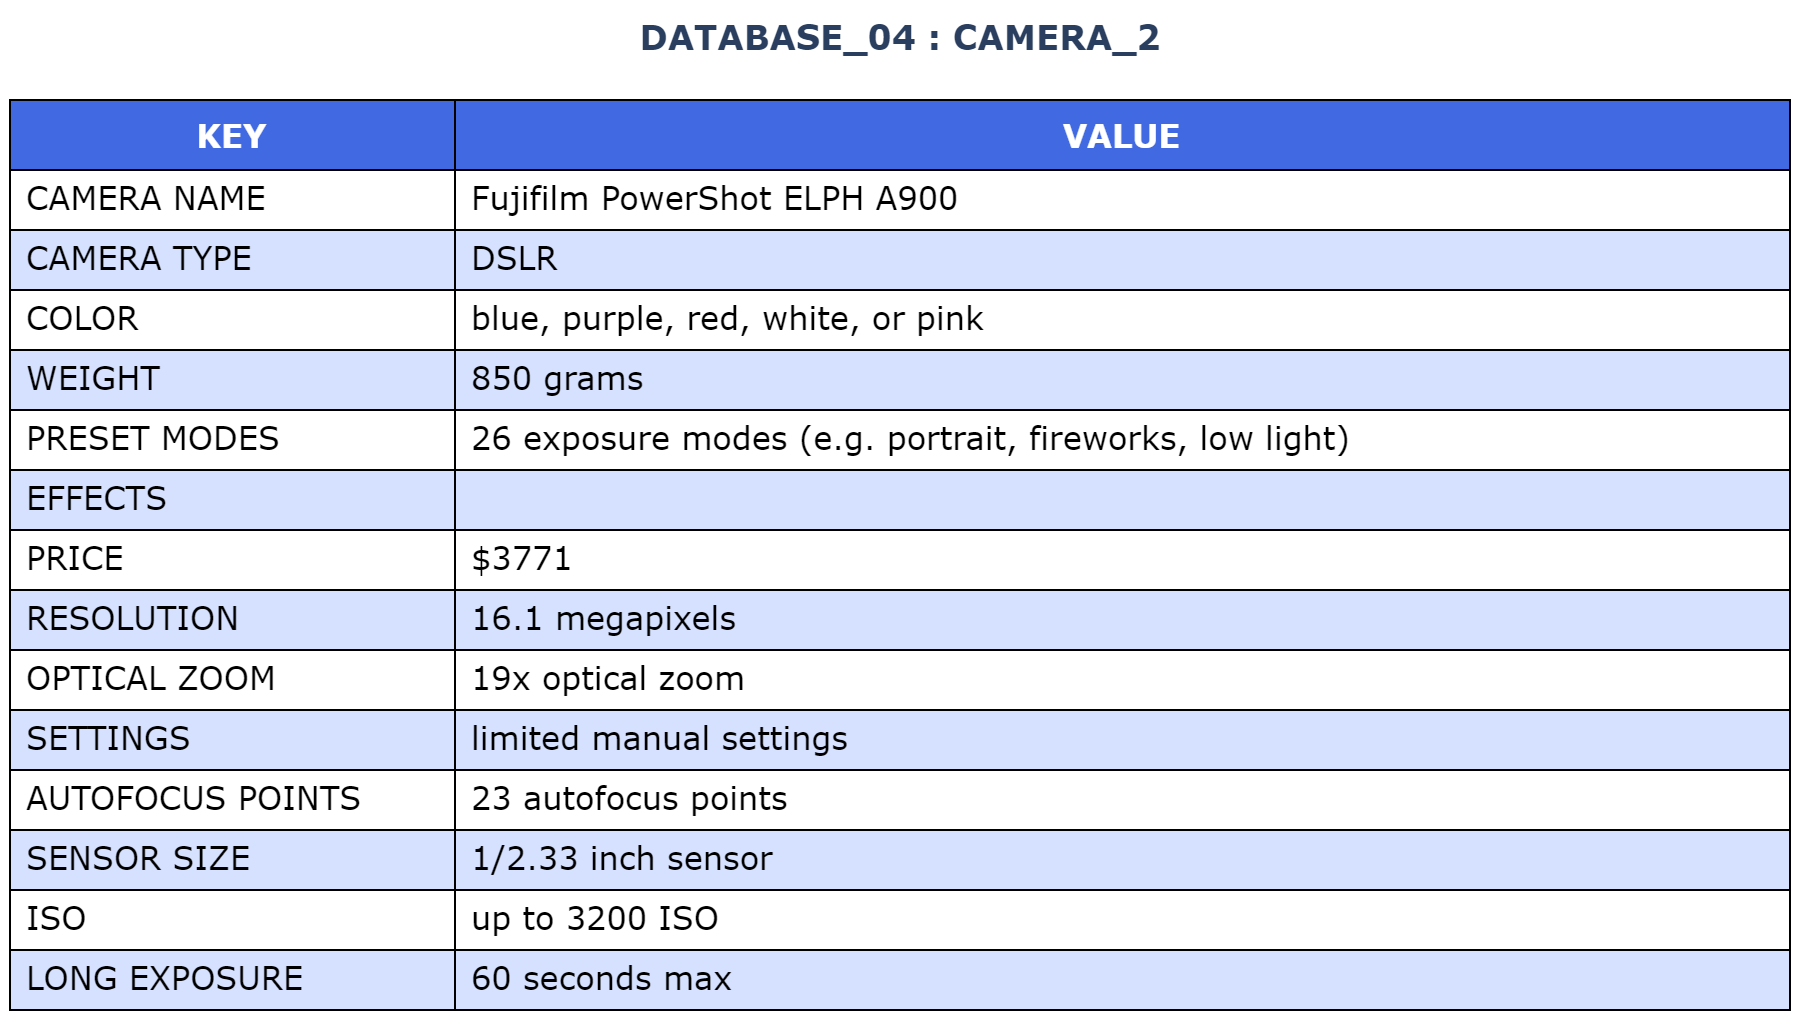 DATABASE_04 : CAMERA_2
KEY VALUE
CAMERA NAME Fujifilm PowerShot ELPH A900
CAMERA TYPE DSLR
COLOR blue, purple, red, white, or pink
WEIGHT 850 grams
PRESET MODES 26 exposure modes (e.g. portrait, fireworks, low light)
EFFECTS
PRICE $3771
RESOLUTION 16.1 megapixels
OPTICAL ZOOM 19x optical zoom
SETTINGS limited manual settings
AUTOFOCUS POINTS 23 autofocus points
SENSOR SIZE 1/2.33 inch sensor
ISO up to 3200 ISO
LONG EXPOSURE 60 seconds max